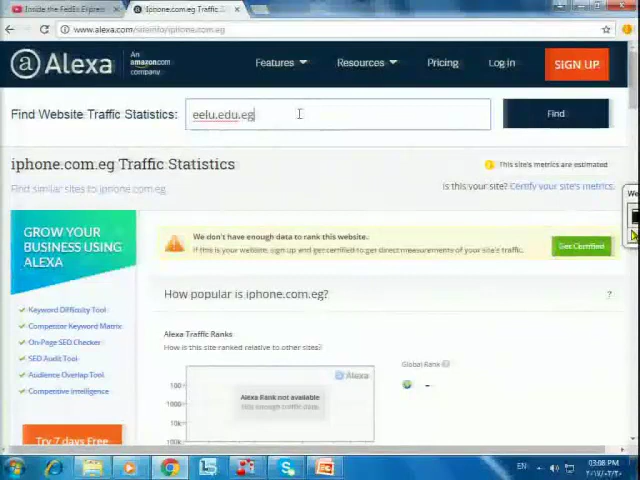 Inside the FedEx Express
iphone.com.eg Traffic S
www.alexa.com/siteinfo/iphone.com.eg
Alexa
An
amazon.com
company.
Features
Resources
Pricing
Log in
SIGN UP
Find Website Traffic Statistics:
eelu.edu.eg
Find
iphone.com.eg Traffic Statistics
This site's metrics are estimated
Find similar sites to iphone.com.eg
Is this your site? Certify your site's metrics.
GROW YOUR
BUSINESS USING
ALEXA
Keyword Difficulty Tool
Competitor Keyword Matrix
On-Page SEO Checker
SEO Audit Tool
Audience Overlap Tool
Competitive Intelligence
Try 7 days Free
We don't have enough data to rank this website.
If this is your website, sign up and get certified to get direct measurements of your site's traffic.
Get Certified
How popular is iphone.com.eg?
?
Alexa Traffic Ranks
How is this site ranked relative to other sites?
Global Rank
Alexa
100
1000
10k
100k
Alexa Rank not available
Not enough traffic data
--
We
EN
03:08 PM